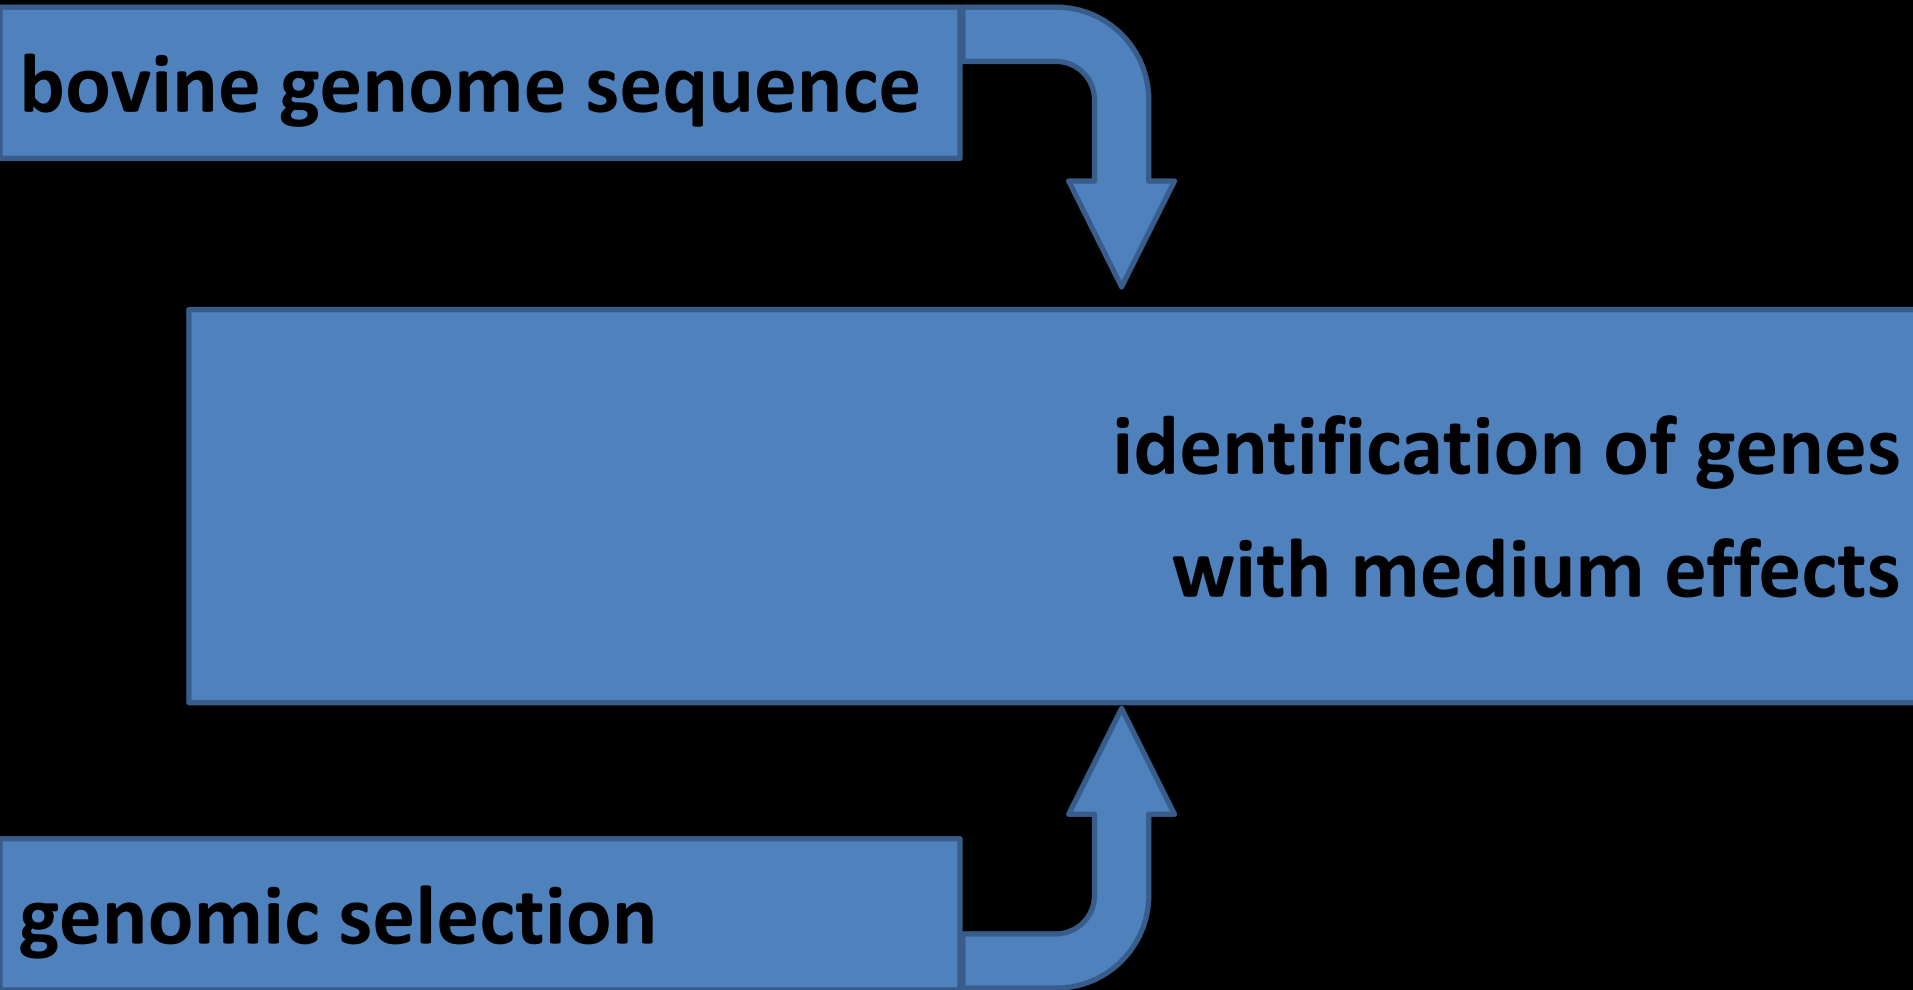 bovine genome sequence
identification of genes
with medium effects
genomic selection